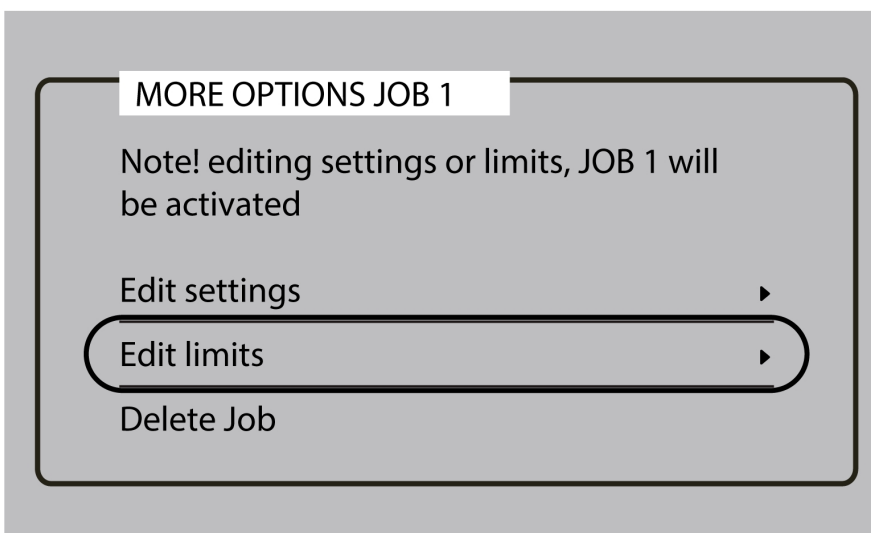 MORE OPTIONS JOB 1
Note! editing settings or limits, JOB 1 will
be activated
Edit settings
Edit limits
Delete Job